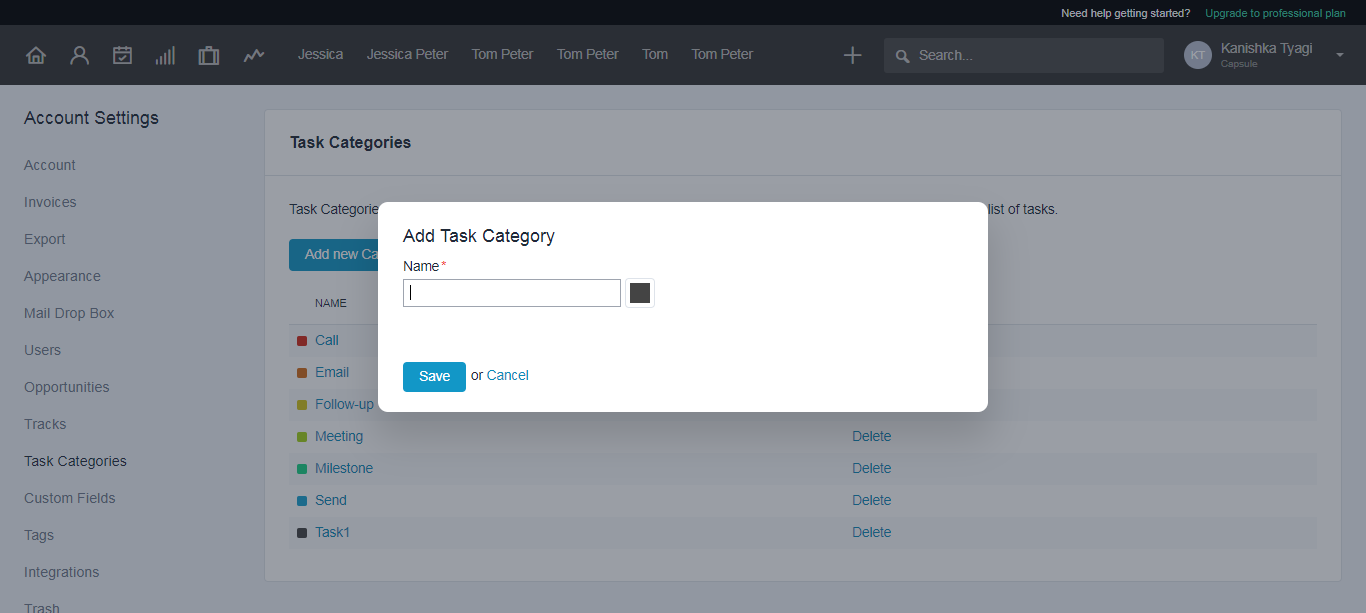 Need help getting started? Upgrade to professional plan
Jessica Jessica Peter Tom Peter Tom Peter Tom Tom Peter
Search...
KT
Kanishka Tyagi
Capsule
Account Settings
Account
Invoices
Export
Appearance
Mail Drop Box
Users
Opportunities
Tracks
Task Categories
Custom Fields
Tags
Integrations
Trash
Task Categories
Task Categorie list of tasks.
Add new Ca
NAME
Call
Email
Follow-up
Meeting Delete
Milestone Delete
Send Delete
Task1 Delete
Add Task Category
Name*
Save or Cancel